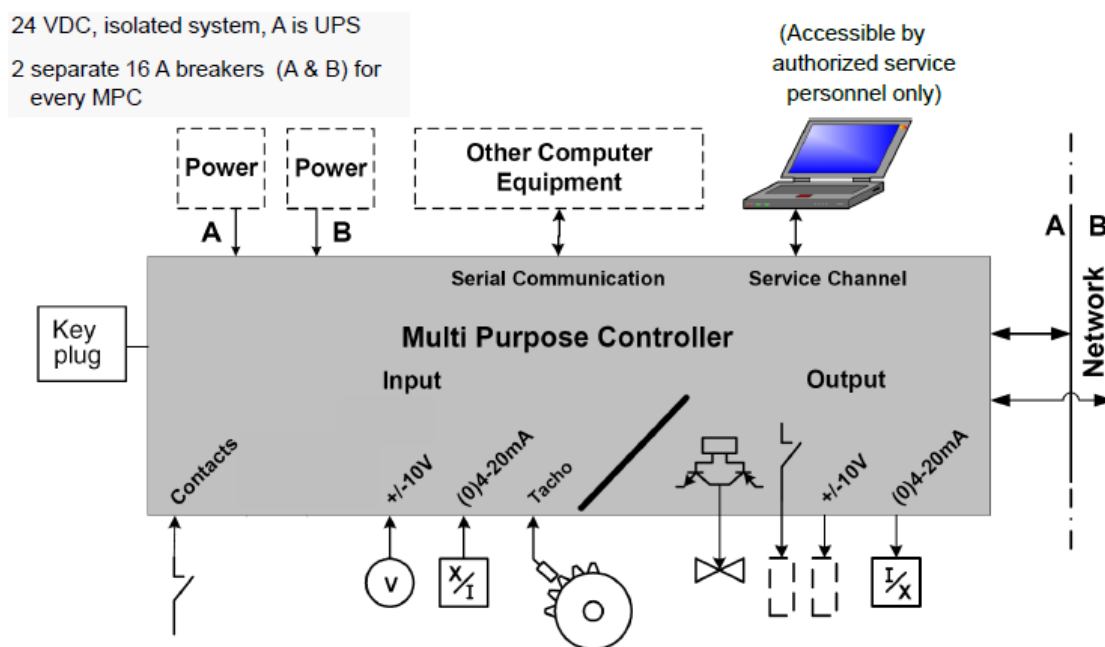 24 VDC, isolated system, A is UPS
2 separate 16 A breakers (A & B) for
every MPC
(Accessible by
authorized service
personnel only)
Power
Power
Other Computer
Equipment
A
B
A
B
Serial Communication
Service Channel
Network
Key
plug
Multi Purpose Controller
Input
Output
Contacts
+/-10V
(0)4-20mA
Tacho
+/-10V
(0)4-20mA
V
X/I
I/X